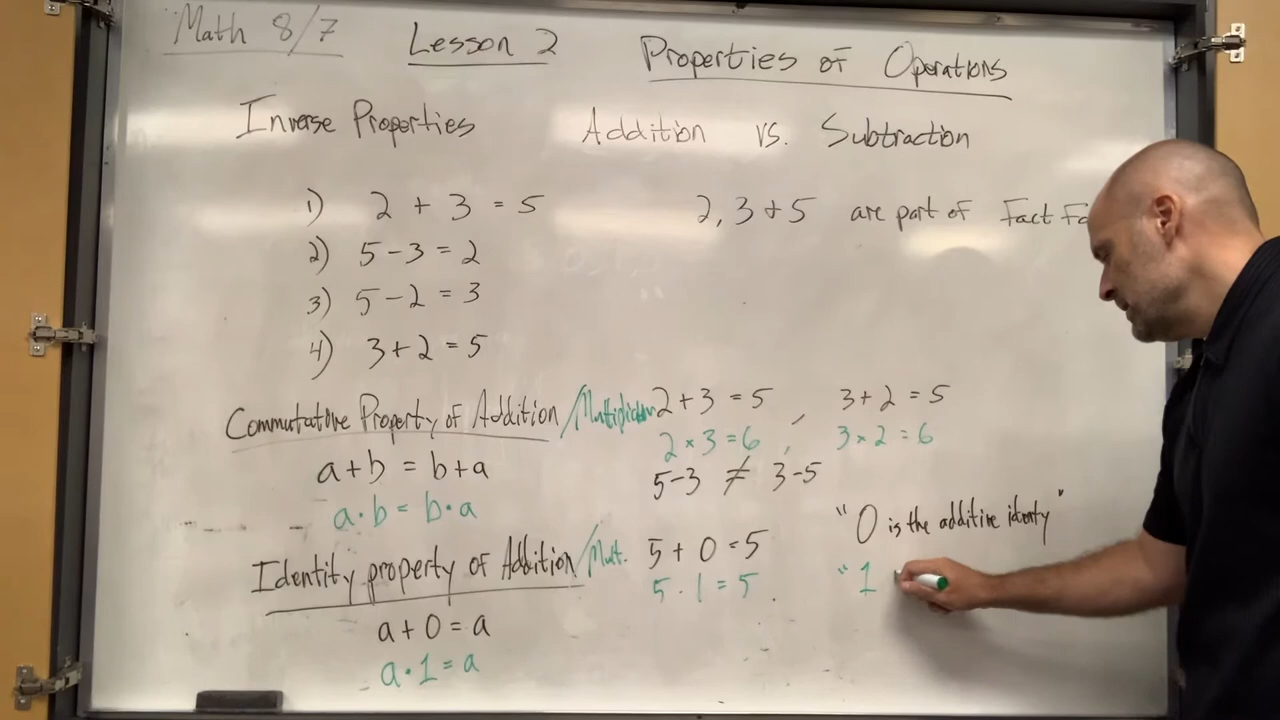 Math 8/7 Lesson 2 Properties of Operations
Inverse Properties Addition vs. Subtraction
1) 2 + 3 = 5 2, 3 + 5 are part of Fact
2) 5 - 3 = 2
3) 5 - 2 = 3
4) 3 + 2 = 5
Commutative Property of Addition / 2 + 3 = 5 , 3 + 2 = 5
2 × 3 = 6 ; 3 × 2 = 6
a + b = b + a 5 - 3 ≠ 3 - 5
a · b = b · a
"0 is the additive identity"
Identity property of Addition / Mult. 5 + 0 = 5
5 · 1 = 5 "1
a + 0 = a
a · 1 = a